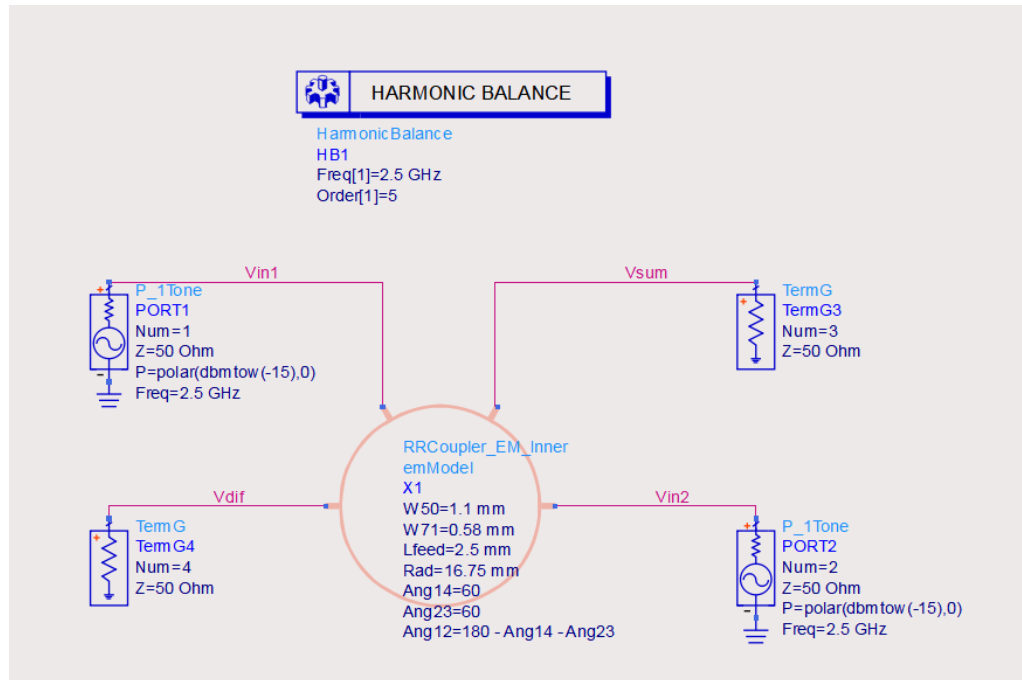 HARMONIC BALANCE
HarmonicBalance
HB1
Freq[1]=2.5 GHz
Order[1]=5
Vin1
P_1Tone
PORT1
Num=1
Z=50 Ohm
P=polar(dbmtow(-15),0)
Freq=2.5 GHz
Vsum
TermG
TermG3
Num=3
Z=50 Ohm
RRCoupler_EM_Inner
emModel
X1
W50=1.1 mm
W71=0.58 mm
Lfeed=2.5 mm
Rad=16.75 mm
Ang14=60
Ang23=60
Ang12=180 - Ang14 - Ang23
Vdif
TermG
TermG4
Num=4
Z=50 Ohm
Vin2
P_1Tone
PORT2
Num=2
Z=50 Ohm
P=polar(dbmtow(-15),0)
Freq=2.5 GHz